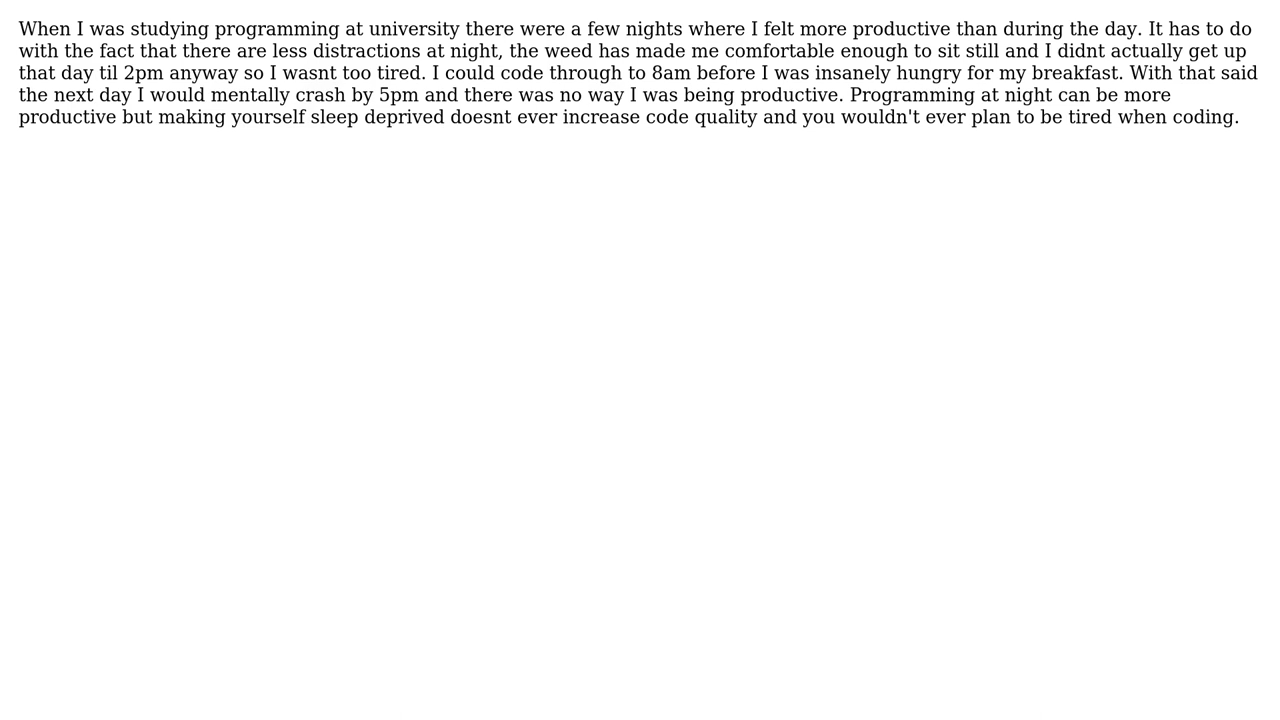 When I was studying programming at university there were a few nights where I felt more productive than during the day. It has to do
with the fact that there are less distractions at night, the weed has made me comfortable enough to sit still and I didnt actually get up
that day til 2pm anyway so I wasnt too tired. I could code through to 8am before I was insanely hungry for my breakfast. With that said
the next day I would mentally crash by 5pm and there was no way I was being productive. Programming at night can be more
productive but making yourself sleep deprived doesnt ever increase code quality and you wouldn't ever plan to be tired when coding.